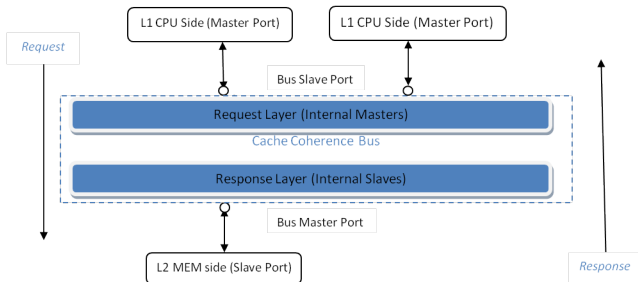 L1 CPU Side (Master Port)
L1 CPU Side (Master Port)
Request
Bus Slave Port
Request Layer (Internal Masters)
Cache Coherence Bus
Response Layer (Internal Slaves)
Bus Master Port
L2 MEM side (Slave Port)
Response